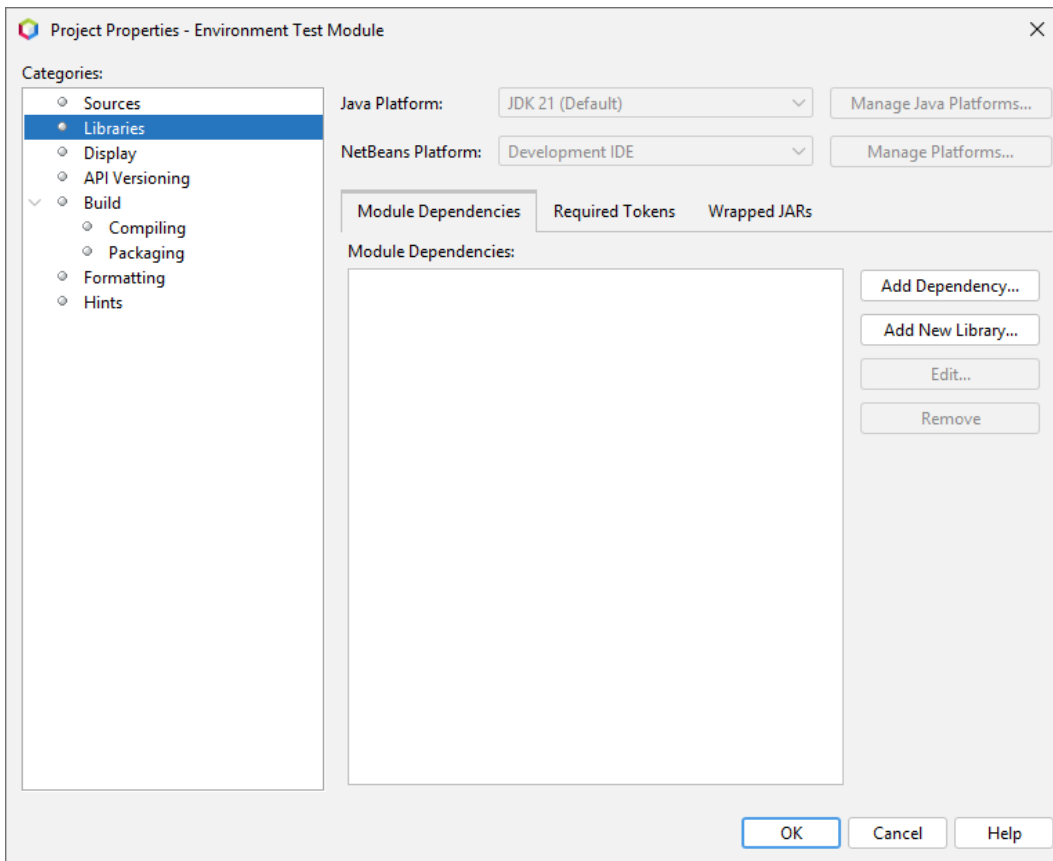 Project Properties - Environment Test Module
Categories:
Sources
Libraries
Display
API Versioning
Build
Compiling
Packaging
Formatting
Hints
Java Platform:
JDK 21 (Default)
Manage Java Platforms...
NetBeans Platform:
Development IDE
Manage Platforms...
Module Dependencies
Required Tokens
Wrapped JARs
Module Dependencies:
Add Dependency...
Add New Library...
Edit...
Remove
OK
Cancel
Help